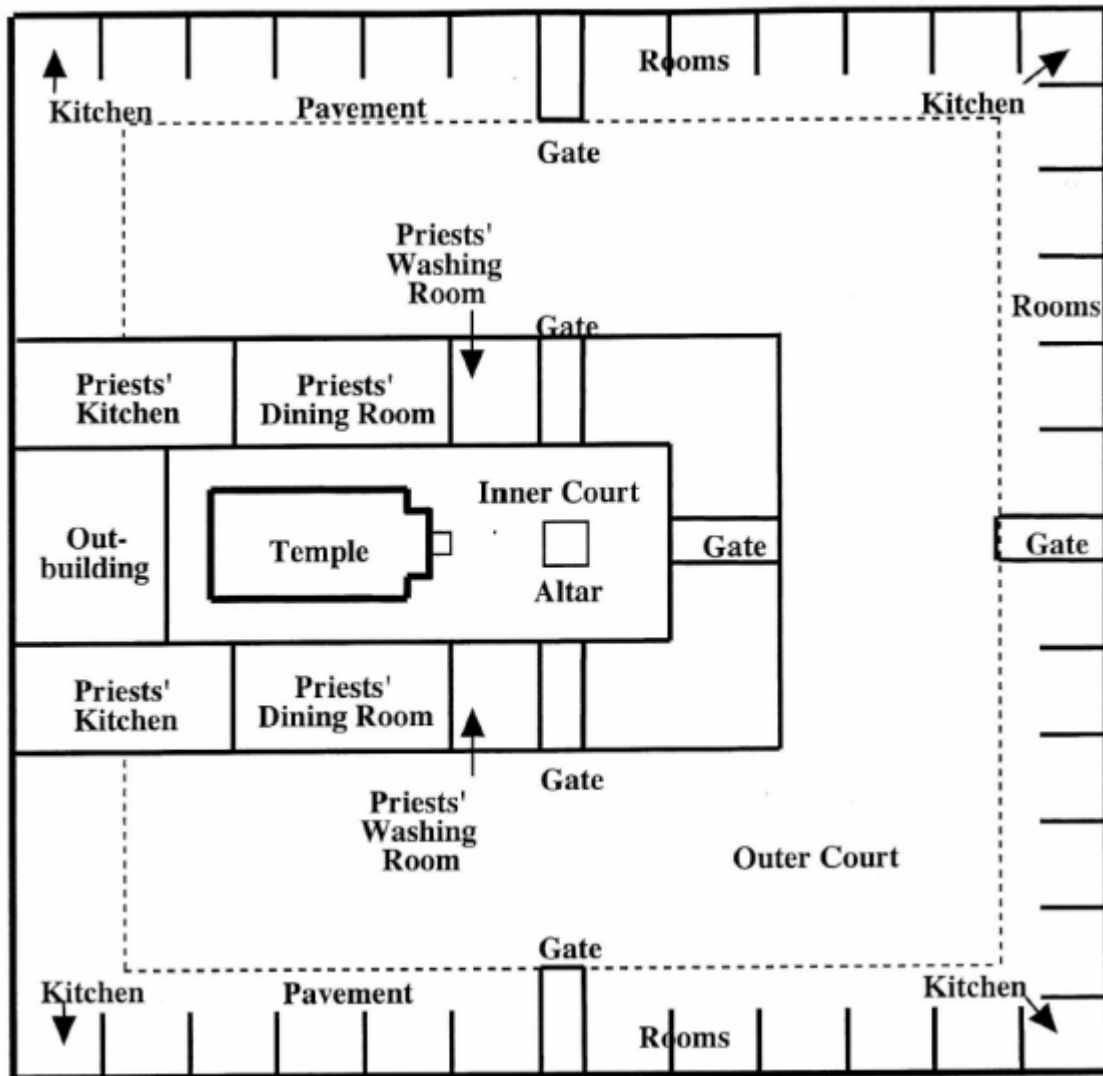 Rooms
Kitchen
Pavement
Kitchen
Gate
Priests'
Washing
Room
Gate
Rooms
Priests'
Kitchen
Priests'
Dining Room
Inner Court
Out-
building
Temple
Altar
Gate
Gate
Priests'
Kitchen
Priests'
Dining Room
Gate
Priests'
Washing
Room
Outer Court
Gate
Kitchen
Pavement
Kitchen
Rooms